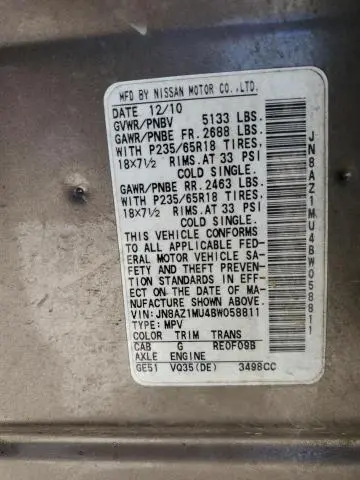 MFD BY NISSAN MOTOR CO.,LTD.
DATE 12/10
GVWR/PNBV 5133 LBS.
GAWR/PNBE FR. 2688 LBS.
WITH P235/65R18 TIRES,
18X7½ RIMS.AT 33 PSI
COLD SINGLE.
GAWR/PNBE RR. 2463 LBS.
WITH P235/65R18 TIRES,
18X7½ RIMS.AT 33 PSI
COLD SINGLE.
THIS VEHICLE CONFORMS
TO ALL APPLICABLE FED-
ERAL MOTOR VEHICLE SA-
FETY AND THEFT PREVEN-
TION STANDARDS IN EFF-
ECT ON THE DATE OF MAN-
UFACTURE SHOWN ABOVE.
VIN: JN8AZ1MU4BW058811
TYPE: MPV
COLOR TRIM TRANS
CAB G RE0F09B
AXLE ENGINE
GE51 VQ35(DE) 3498CC
JN8AZ1MU4BW058811